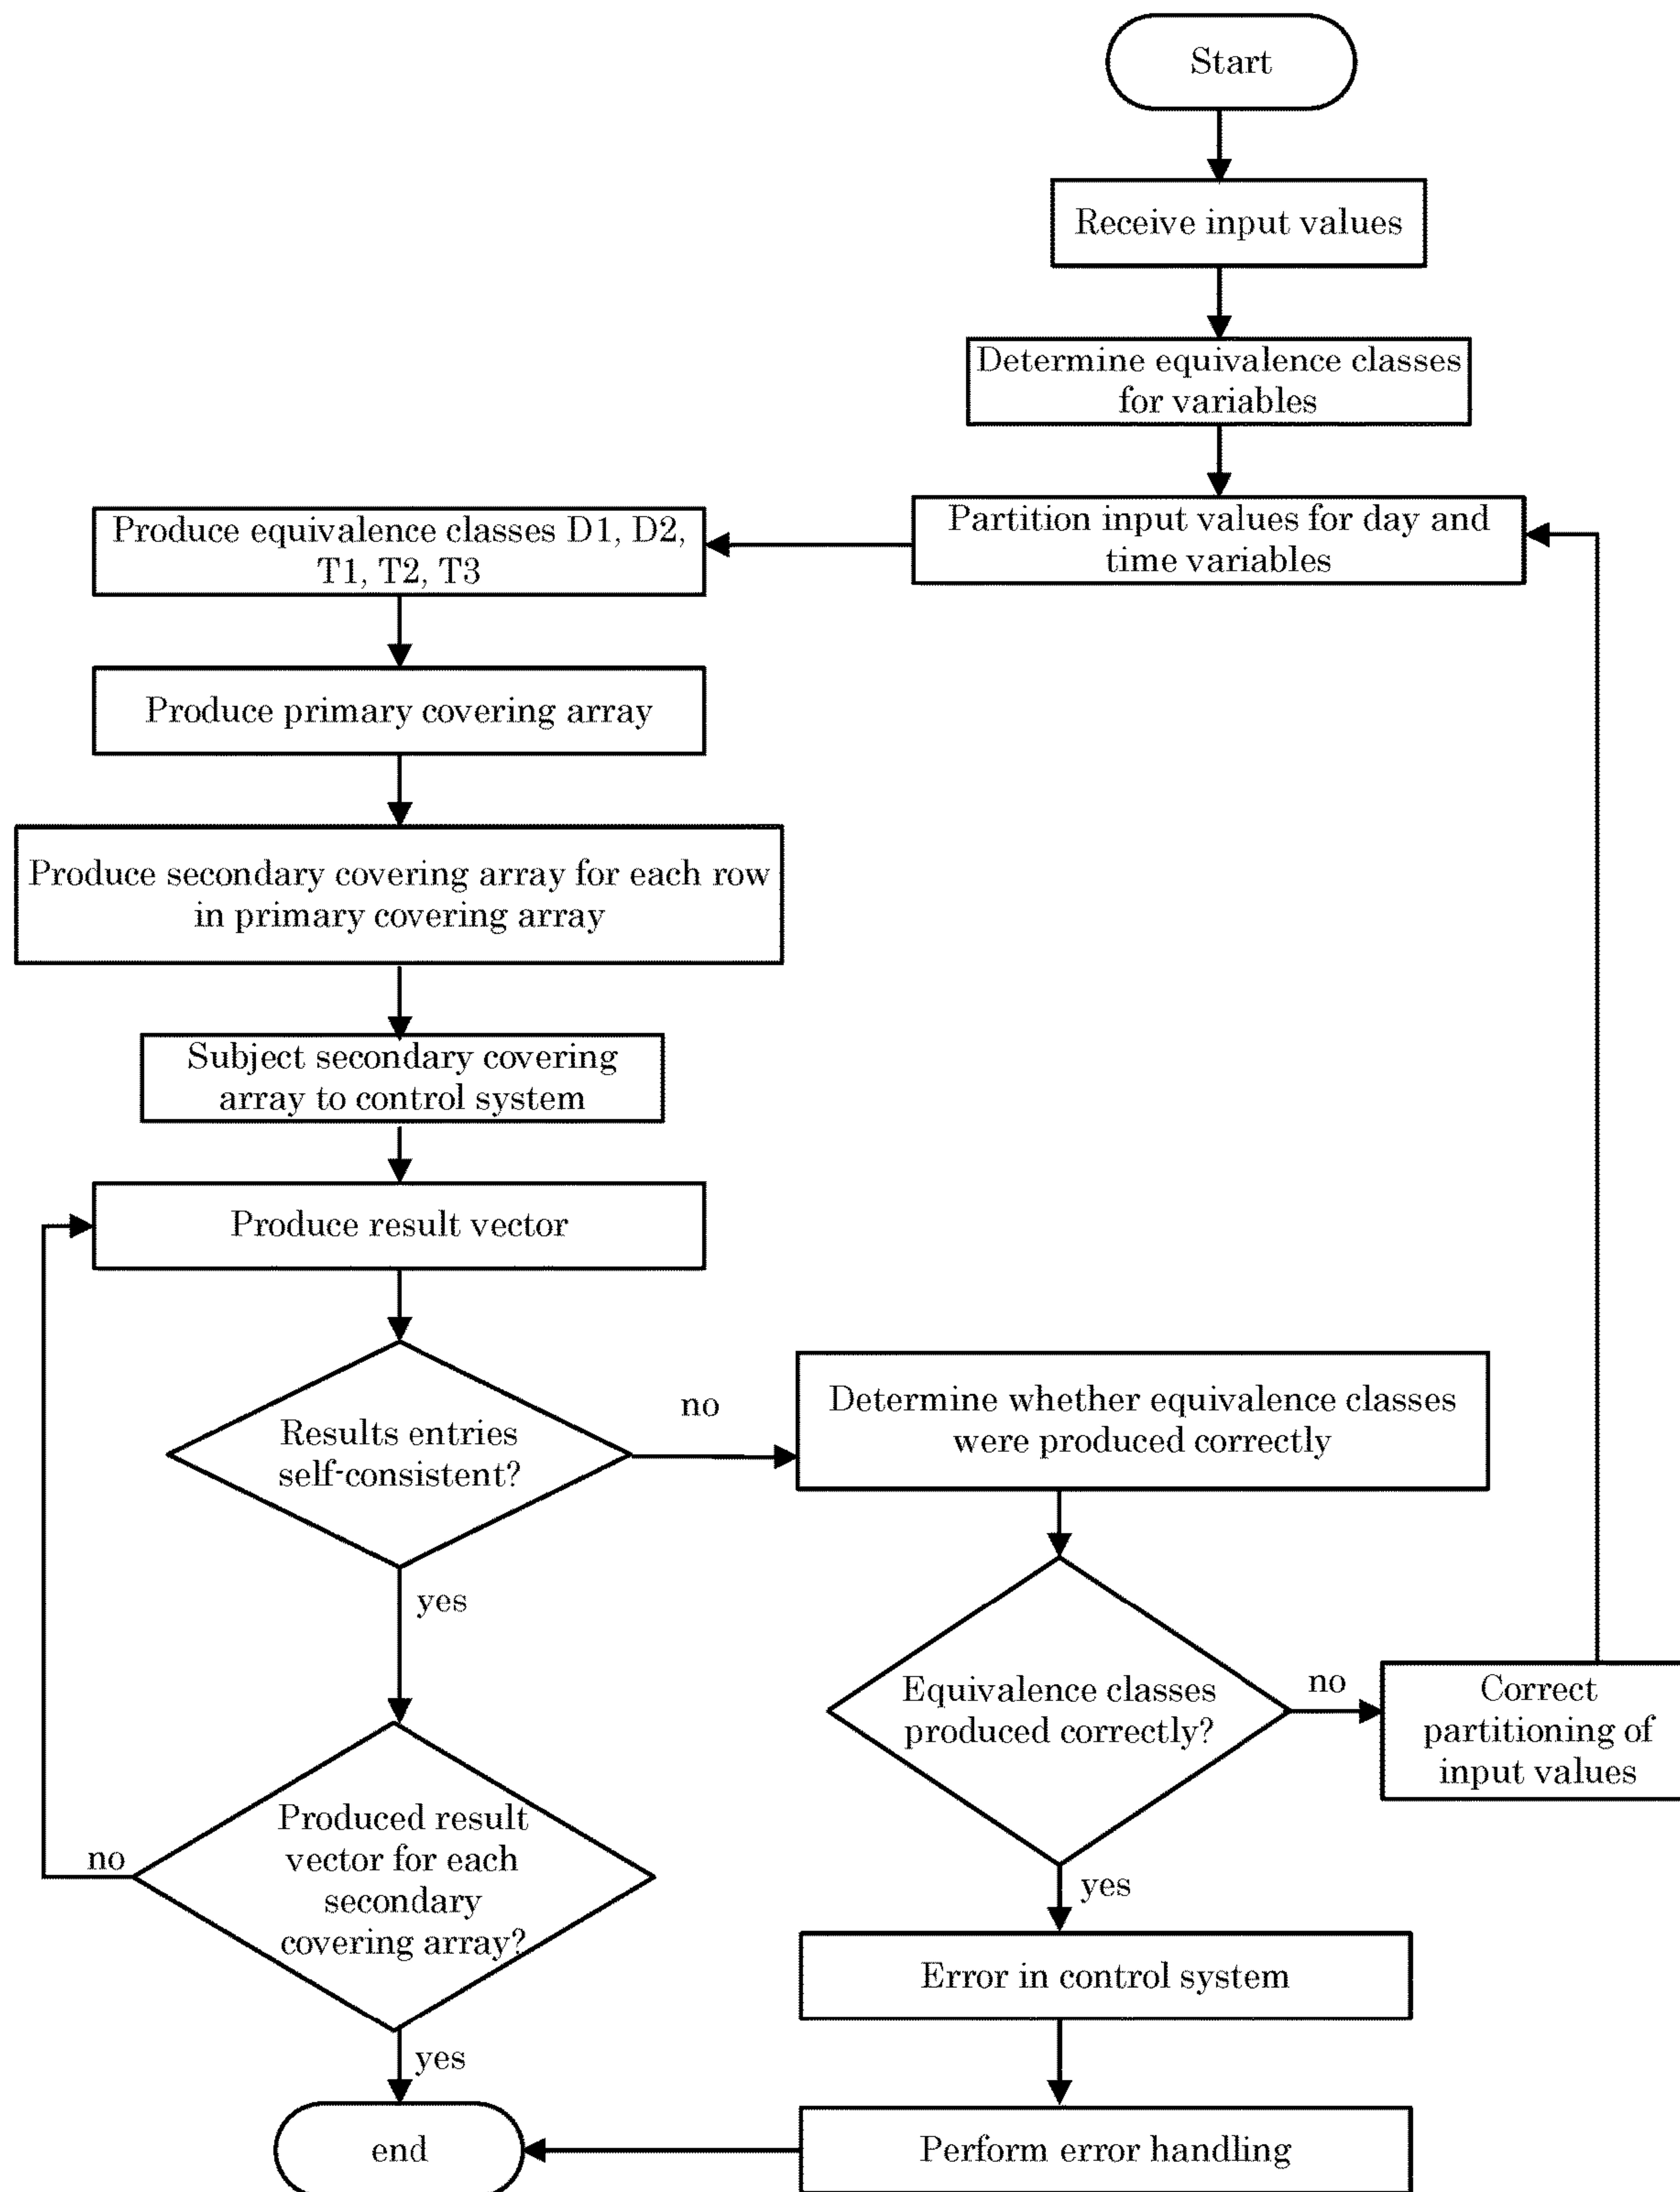 Start
Receive input values
Determine equivalence classes
for variables
Partition input values for day and
time variables
Produce equivalence classes D1, D2,
T1, T2, T3
Produce primary covering array
Produce secondary covering array for each row
in primary covering array
Subject secondary covering
array to control system
Produce result vector
Results entries
self-consistent?
no
Determine whether equivalence classes
were produced correctly
yes
Equivalence classes
produced correctly?
no
Correct
partitioning of
input values
Produced result
vector for each
secondary
covering array?
no
yes
Error in control system
yes
end
Perform error handling